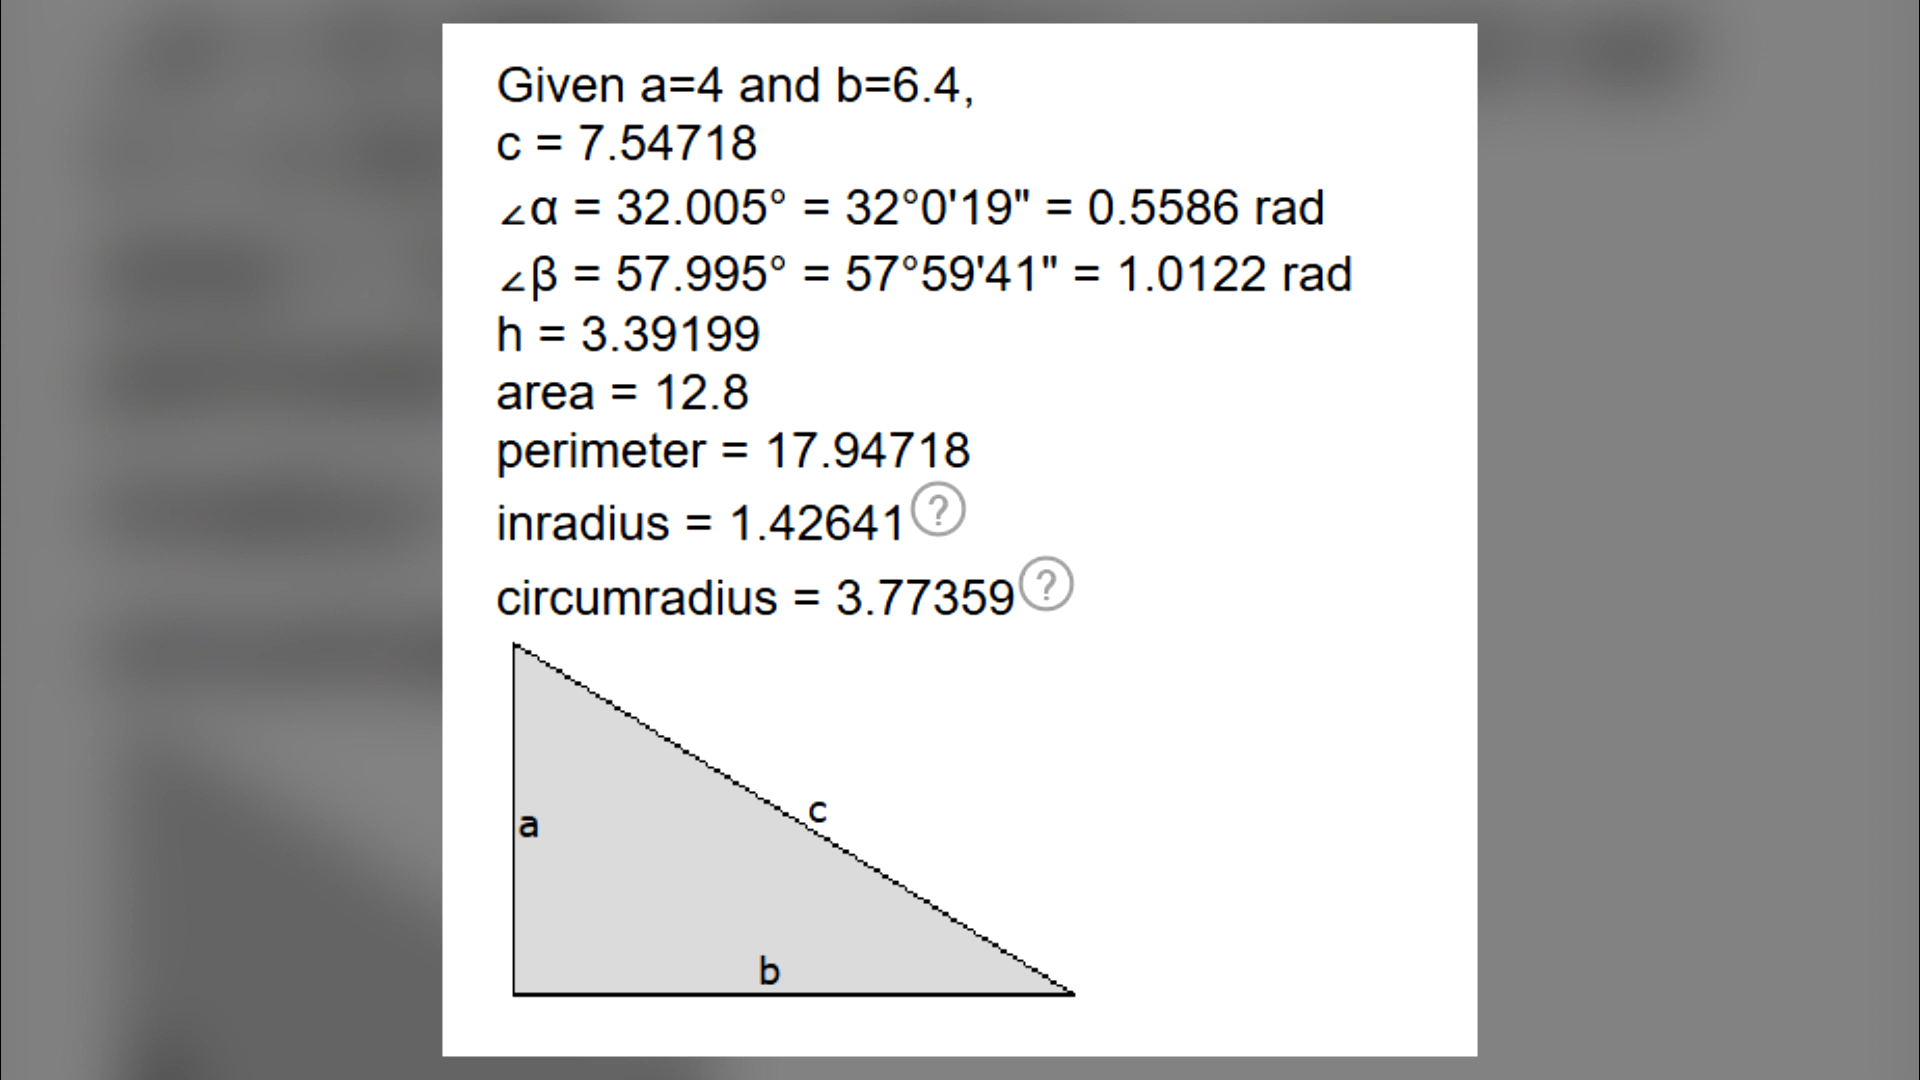 Given a=4 and b=6.4,
c = 7.54718
∠α = 32.005° = 32°0'19" = 0.5586 rad
∠β = 57.995° = 57°59'41" = 1.0122 rad
h = 3.39199
area = 12.8
perimeter = 17.94718
inradius = 1.42641 ?
circumradius = 3.77359 ?
c
a
b